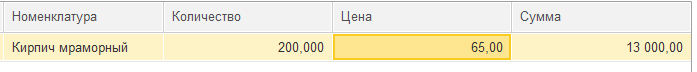 Номенклатура Количество Цена Сумма
Кирпич мраморный 200,000 65,00 13 000,00